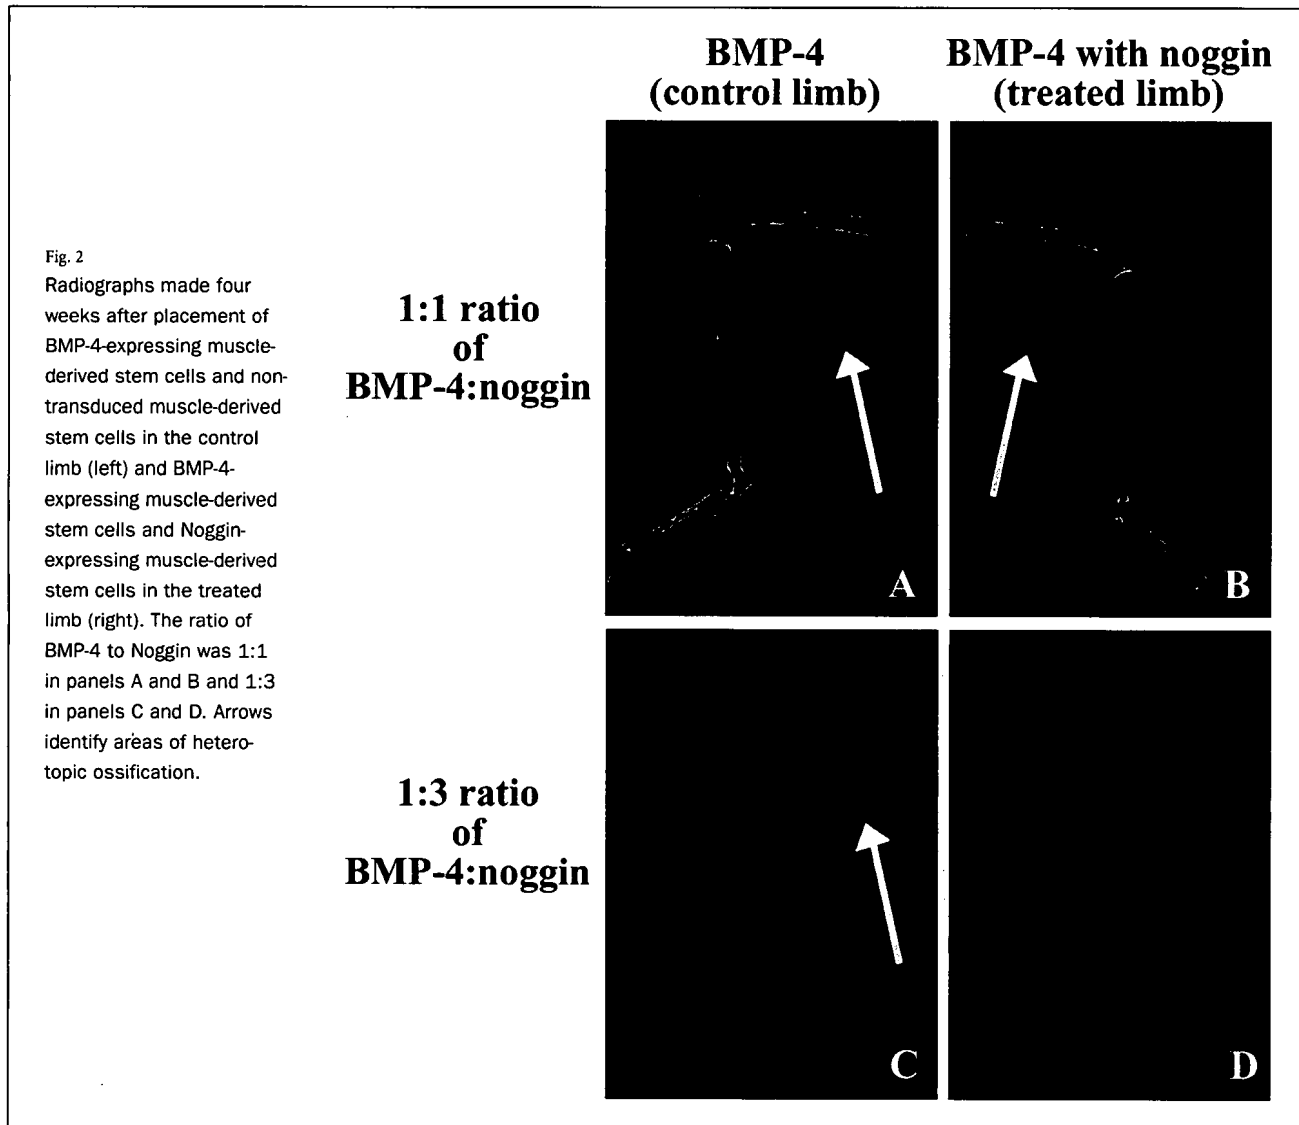 BMP-4
(control limb)
BMP-4 with noggin
(treated limb)
Fig. 2
Radiographs made four
weeks after placement of
BMP-4-expressing muscle-
derived stem cells and non-
transduced muscle-derived
stem cells in the control
limb (left) and BMP-4-
expressing muscle-derived
stem cells and Noggin-
expressing muscle-derived
stem cells in the treated
limb (right). The ratio of
BMP-4 to Noggin was 1:1
in panels A and B and 1:3
in panels C and D. Arrows
identify areas of hetero-
topic ossification.
1:1 ratio
of
BMP-4:noggin
A
B
1:3 ratio
of
BMP-4:noggin
C
D